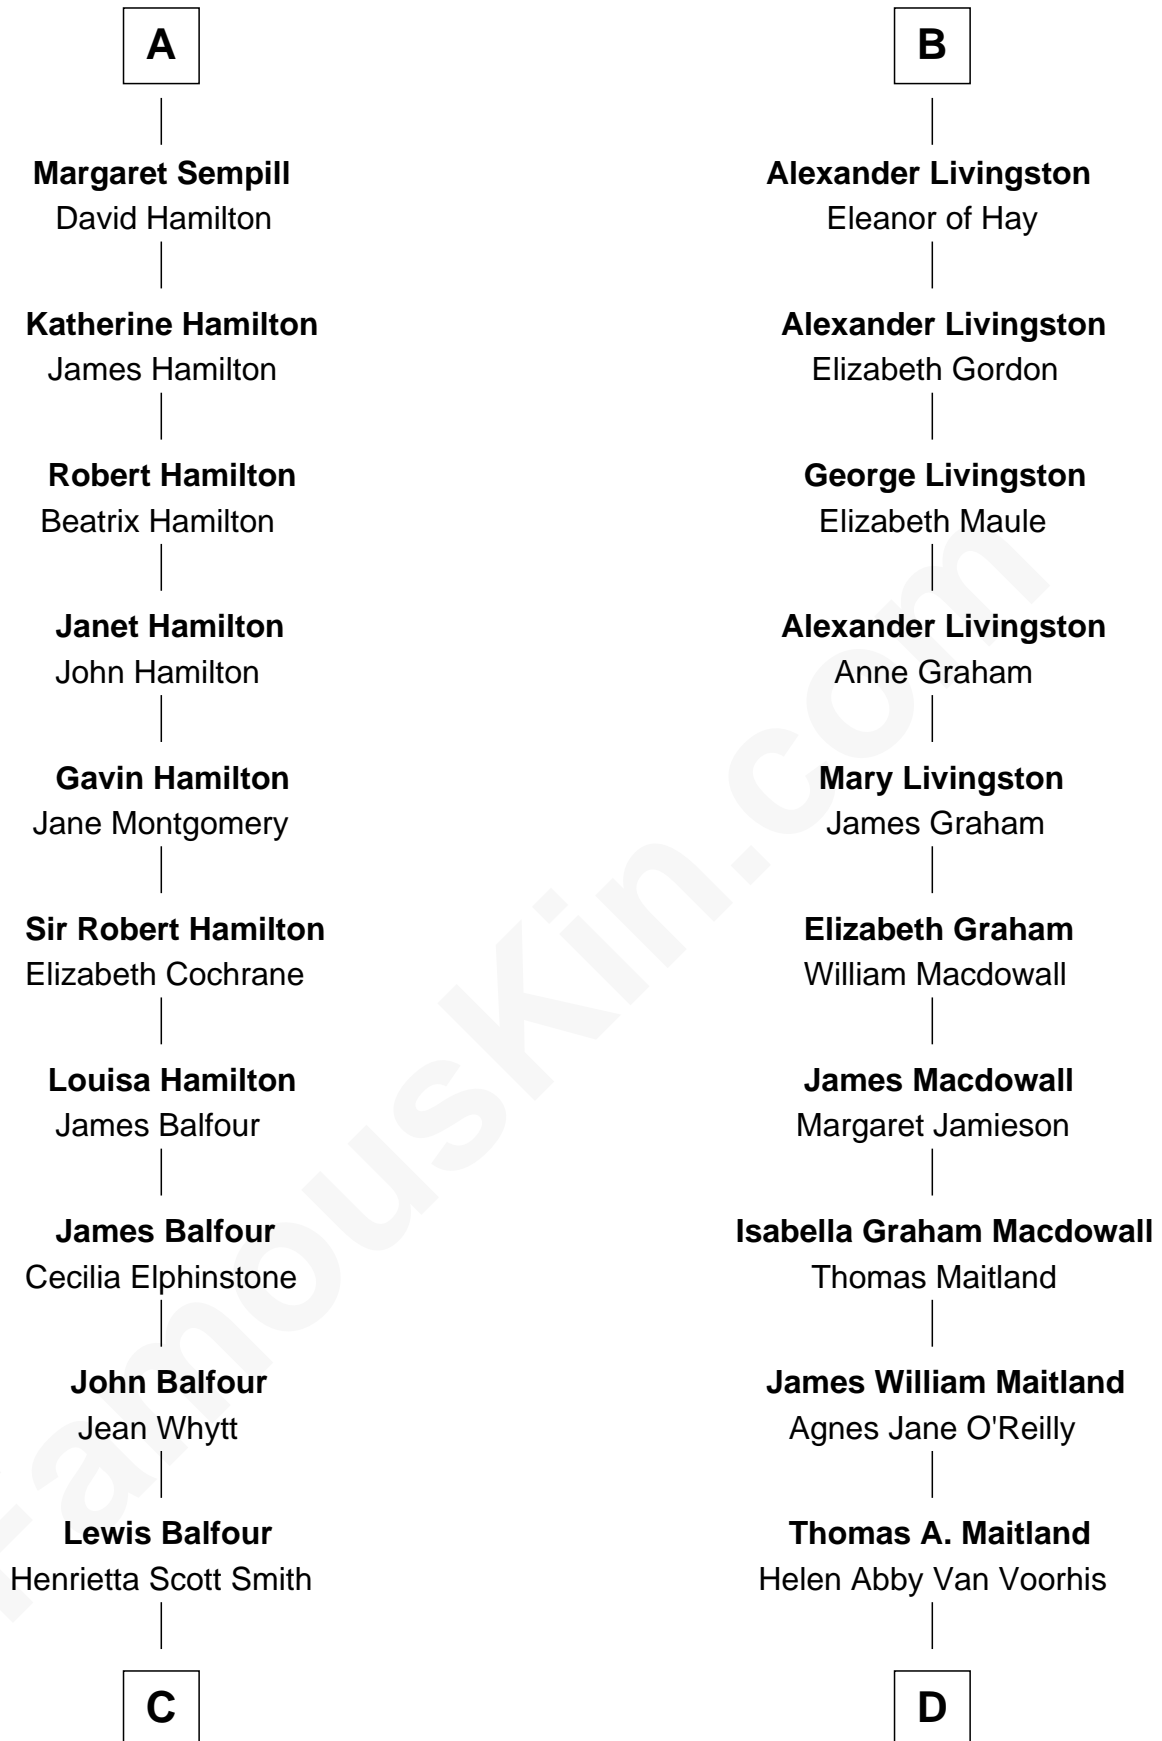 A
Margaret Sempill
David Hamilton
Katherine Hamilton
James Hamilton
Robert Hamilton
Beatrix Hamilton
Janet Hamilton
John Hamilton
Gavin Hamilton
Jane Montgomery
Sir Robert Hamilton
Elizabeth Cochrane
Louisa Hamilton
James Balfour
James Balfour
Cecilia Elphinstone
John Balfour
Jean Whytt
Lewis Balfour
Henrietta Scott Smith
C
B
Alexander Livingston
Eleanor of Hay
Alexander Livingston
Elizabeth Gordon
George Livingston
Elizabeth Maule
Alexander Livingston
Anne Graham
Mary Livingston
James Graham
Elizabeth Graham
William Macdowall
James Macdowall
Margaret Jamieson
Isabella Graham Macdowall
Thomas Maitland
James William Maitland
Agnes Jane O'Reilly
Thomas A. Maitland
Helen Abby Van Voorhis
D
FamousKin.com